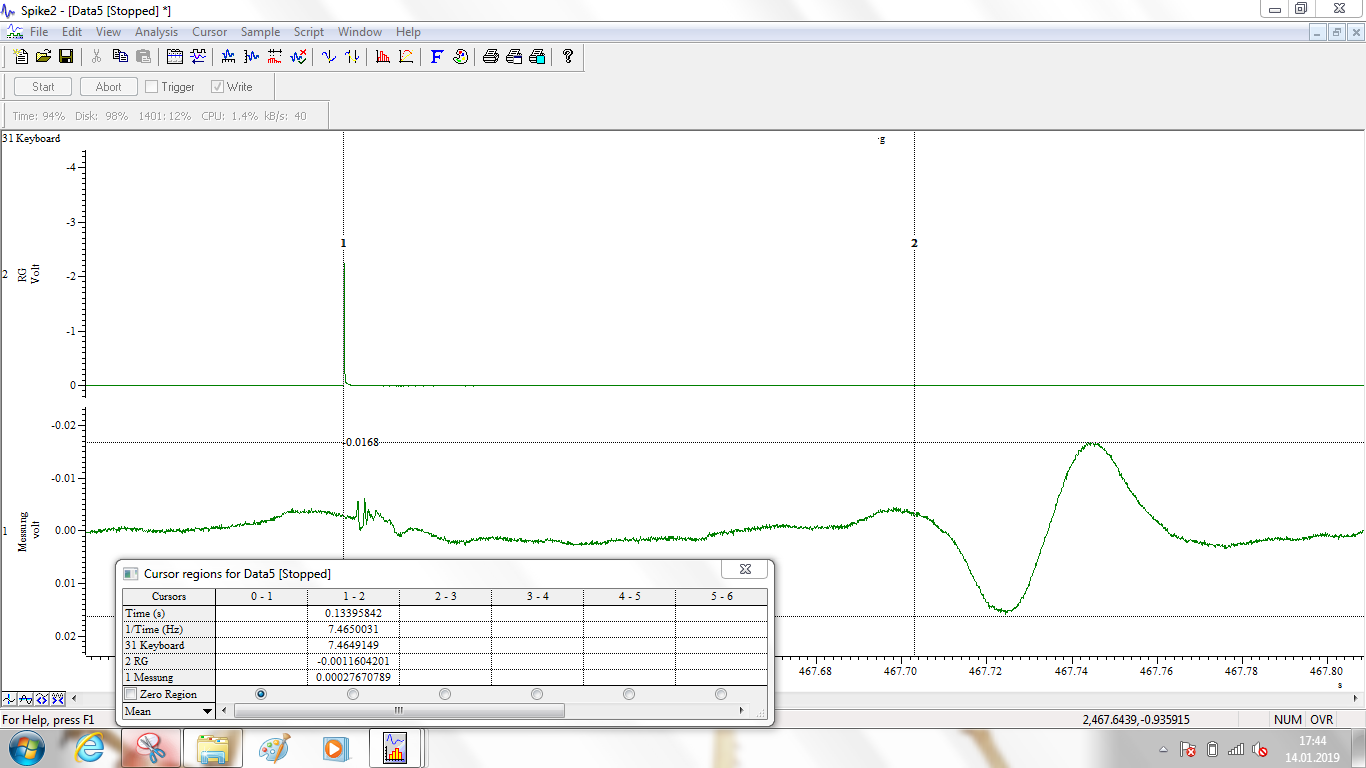 Spike2 - [Data5 [Stopped] *]
File Edit View Analysis Cursor Sample Script Window Help
Start Abort Trigger Write
Time: 94% Disk: 98% 1401: 12% CPU: 1.4% kB/s: 40
31 Keyboard
g
-4
-3
1
2
2
RG
Volt
-2
-1
0
-0.02
-0.0168
-0.01
1
Messung
volt
0.00
0.01
0.02
Cursor regions for Data5 [Stopped]
Cursors 0 - 1 1 - 2 2 - 3 3 - 4 4 - 5 5 - 6
Time (s) 0.13395842
1/Time (Hz) 7.4650031
31 Keyboard 7.4649149
2 RG -0.0011604201
1 Messung 0.00027670789
Zero Region
Mean
467.68 467.70 467.72 467.74 467.76 467.78 467.80
s
For Help, press F1
2,467.6439,-0.935915 NUM OVR
17:44
14.01.2019